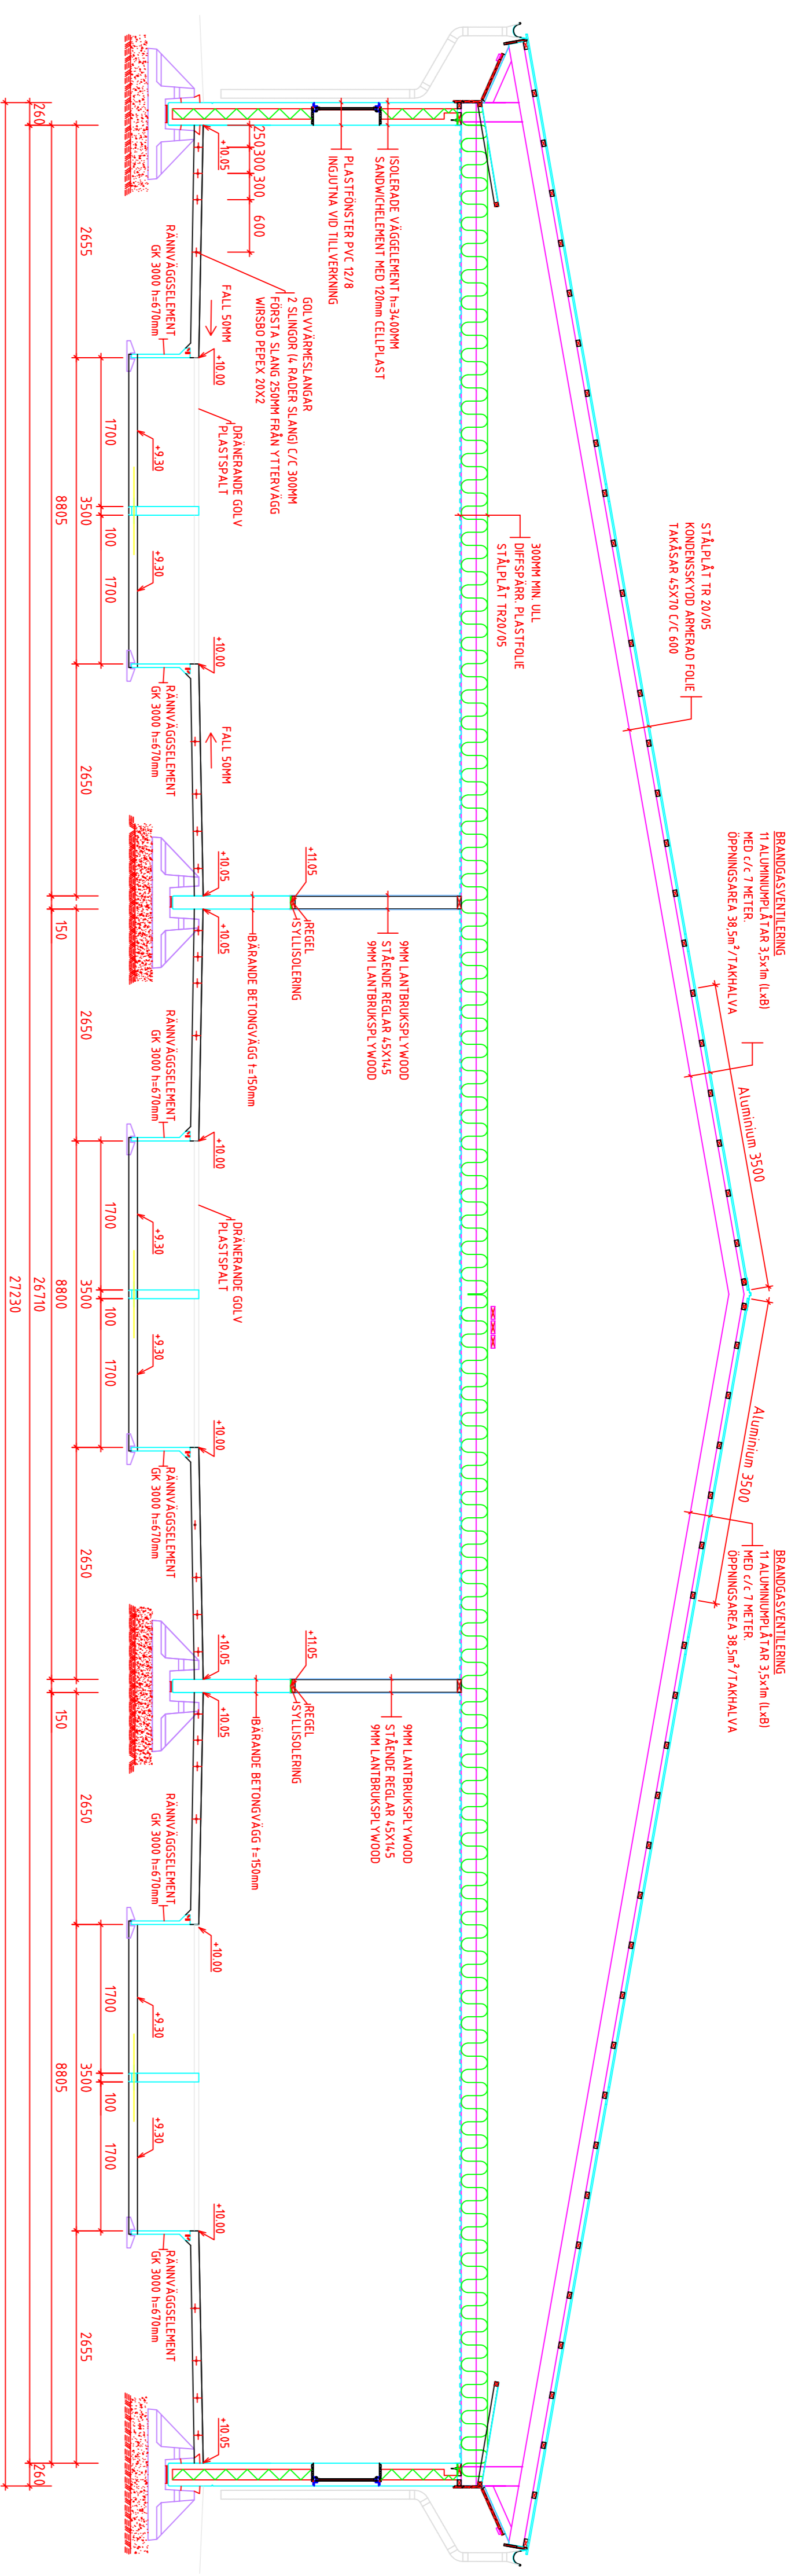 BRANDGASVENTILERING
11 ALUMINIUMPLÅTAR 3,5x1m (LxB)
MED c/c 7 METER.
ÖPPNINGSAREA 38,5m²/TAKHALVA
BRANDGASVENTILERING
11 ALUMINIUMPLÅTAR 3,5x1m (LxB)
MED c/c 7 METER.
ÖPPNINGSAREA 38,5m²/TAKHALVA
Aluminium 3500
Aluminium 3500
STÅLPLÅT TR 20/05
KONDENSSKYDD ARMERAD FOLIE
TAKÅSAR 45X70 C/C 600
300MM MIN. ULL
DIFFSPÄRR. PLASTFOLIE
STÅLPLÅT TR20/05
ISOLERADE VÄGGELEMENT h=3400MM
SANDWICHELEMENT MED 120mm CELLPLAST
PLASTFÖNSTER PVC 12/8
INGJUTNA VID TILLVERKNING
9MM LANTBRUKSPLYWOOD
STÅENDE REGLAR 45X145
9MM LANTBRUKSPLYWOOD
9MM LANTBRUKSPLYWOOD
STÅENDE REGLAR 45X145
9MM LANTBRUKSPLYWOOD
GOLVVÄRMESLANGAR
2 SLINGOR (4 RADER SLANG) C/C 300MM
FÖRSTA SLANG 250MM FRÅN YTTERVÄGG
WIRSBO PEPEX 20X2
+11.05
REGEL
SYLLISOLERING
+11.05
REGEL
SYLLISOLERING
BÄRANDE BETONGVÄGG t=150mm
BÄRANDE BETONGVÄGG t=150mm
250
300
300
600
FALL 50MM
FALL 50MM
DRÄNERANDE GOLV
PLASTSPALT
DRÄNERANDE GOLV
PLASTSPALT
+10.05
+10.00
+10.00
+10.05
+10.05
+10.00
+10.00
+10.05
+10.05
+10.00
+10.00
+10.05
RÄNNVÄGGSELEMENT
GK 3000 h=670mm
RÄNNVÄGGSELEMENT
GK 3000 h=670mm
RÄNNVÄGGSELEMENT
GK 3000 h=670mm
RÄNNVÄGGSELEMENT
GK 3000 h=670mm
RÄNNVÄGGSELEMENT
GK 3000 h=670mm
RÄNNVÄGGSELEMENT
GK 3000 h=670mm
+9.30
+9.30
+9.30
+9.30
+9.30
+9.30
1700
100
1700
1700
100
1700
1700
100
1700
2655
3500
2650
2650
3500
2650
2650
3500
2655
8805
150
8800
150
8805
260
26710
260
27230